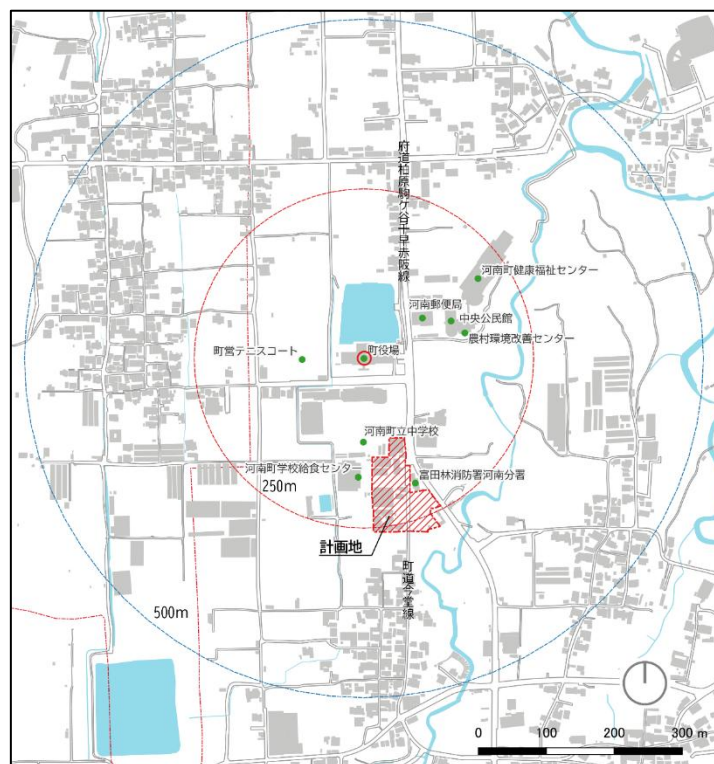 府道柏原駒ケ谷千早赤阪線
河南町健康福祉センター
河南郵便局
中央公民館
農村環境改善センター
町営テニスコート
町役場
河南町立中学校
河南町学校給食センター
富田林消防署河南分署
250m
計画地
町道今堂線
500m
0 100 200 300 m